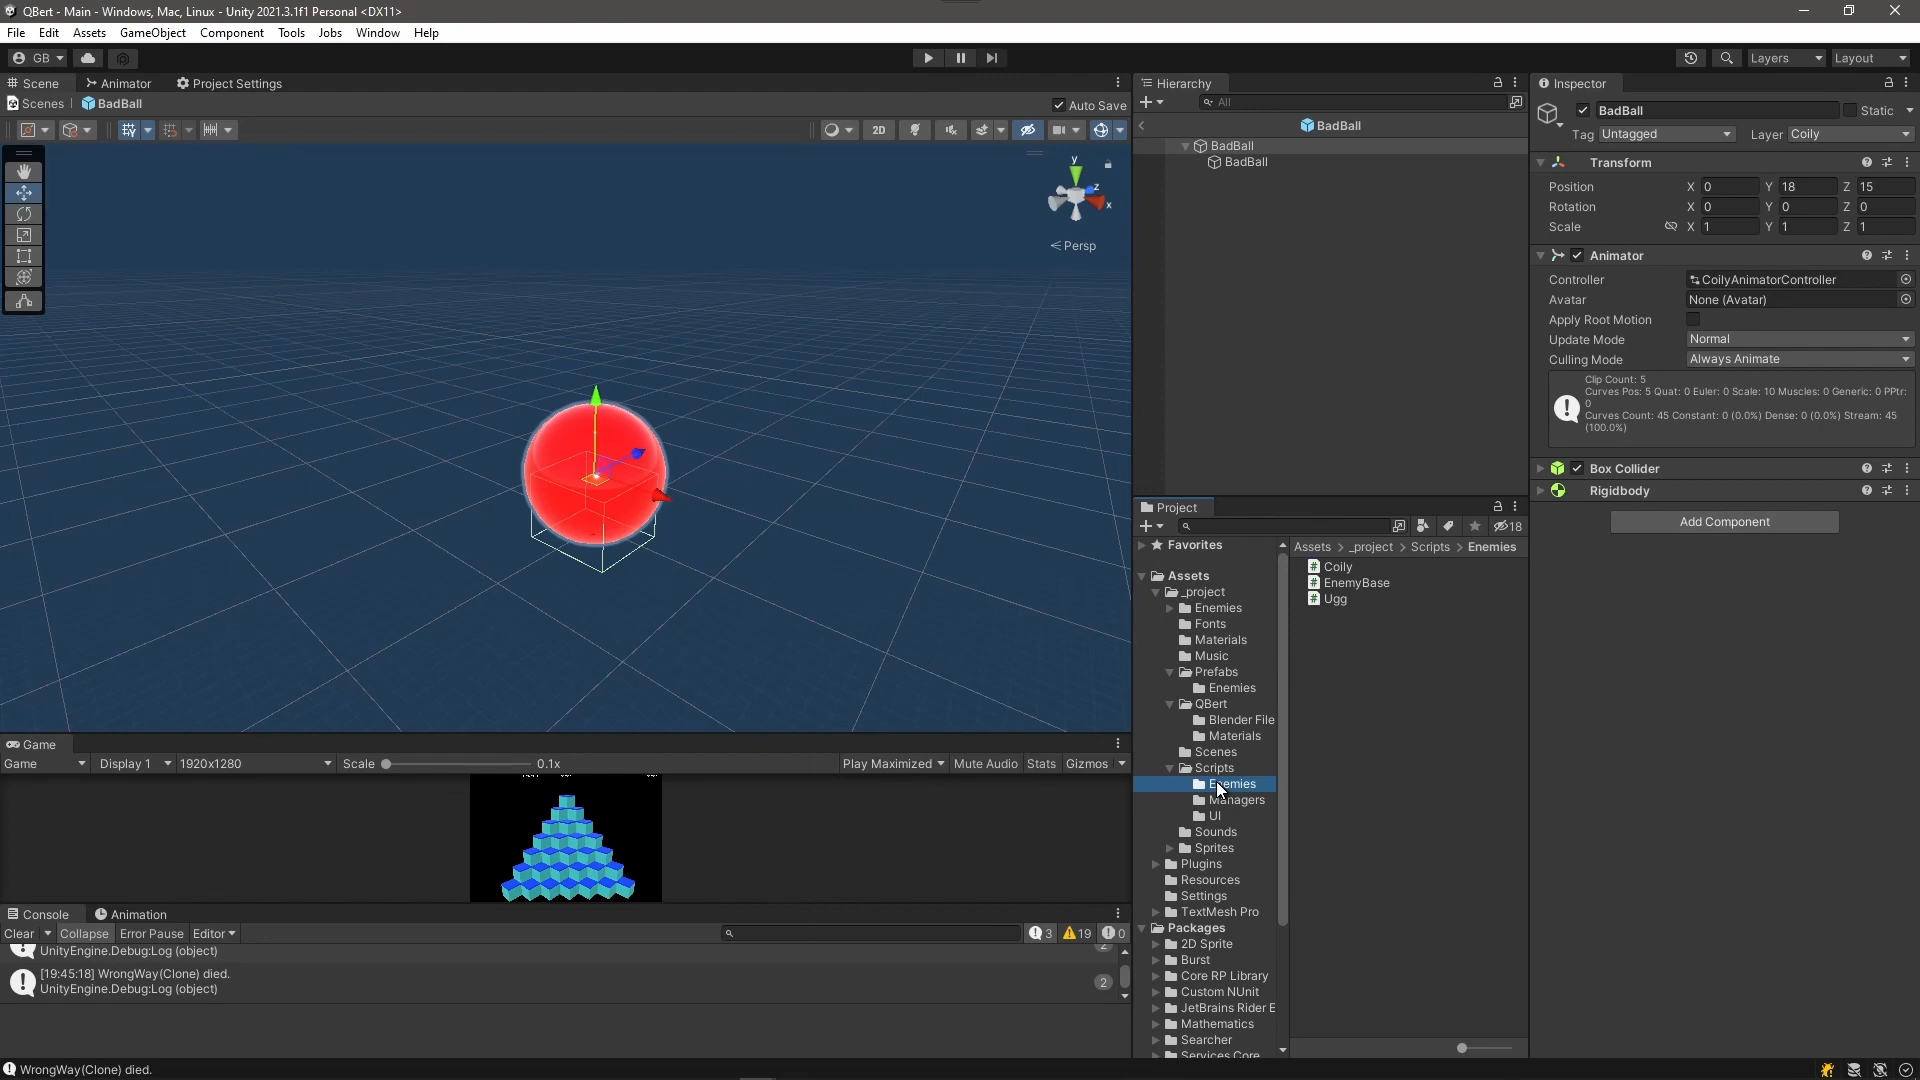 QBert - Main - Windows, Mac, Linux - Unity 2021.3.1f1 Personal <DX11>
File Edit Assets GameObject Component Tools Jobs Window Help
GB Layers Layout
Scene Animator Project Settings
Scenes BadBall Auto Save
2D
y
z
x
Persp
Game
Game Display 1 1920x1280 Scale 0.1x Play Maximized Mute Audio Stats Gizmos
Console Animation
Clear Collapse Error Pause Editor 3 19 0
UnityEngine.Debug:Log (object) 2
[19:45:18] WrongWay(Clone) died.
UnityEngine.Debug:Log (object) 2
WrongWay(Clone) died.
Hierarchy
All
BadBall
BadBall
BadBall
Project
18
Favorites
Assets
_project
Enemies
Fonts
Materials
Music
Prefabs
Enemies
QBert
Blender File
Materials
Scenes
Scripts
Enemies
Managers
UI
Sounds
Sprites
Plugins
Resources
Settings
TextMesh Pro
Packages
2D Sprite
Burst
Core RP Library
Custom NUnit
JetBrains Rider E
Mathematics
Searcher
Services Core
Assets > _project > Scripts > Enemies
Coily
EnemyBase
Ugg
Inspector
BadBall Static
Tag Untagged Layer Coily
Transform
Position X 0 Y 18 Z 15
Rotation X 0 Y 0 Z 0
Scale X 1 Y 1 Z 1
Animator
Controller CoilyAnimatorController
Avatar None (Avatar)
Apply Root Motion
Update Mode Normal
Culling Mode Always Animate
Clip Count: 5
Curves Pos: 5 Quat: 0 Euler: 0 Scale: 10 Muscles: 0 Generic: 0 PPtr:
0
Curves Count: 45 Constant: 0 (0.0%) Dense: 0 (0.0%) Stream: 45
(100.0%)
Box Collider
Rigidbody
Add Component